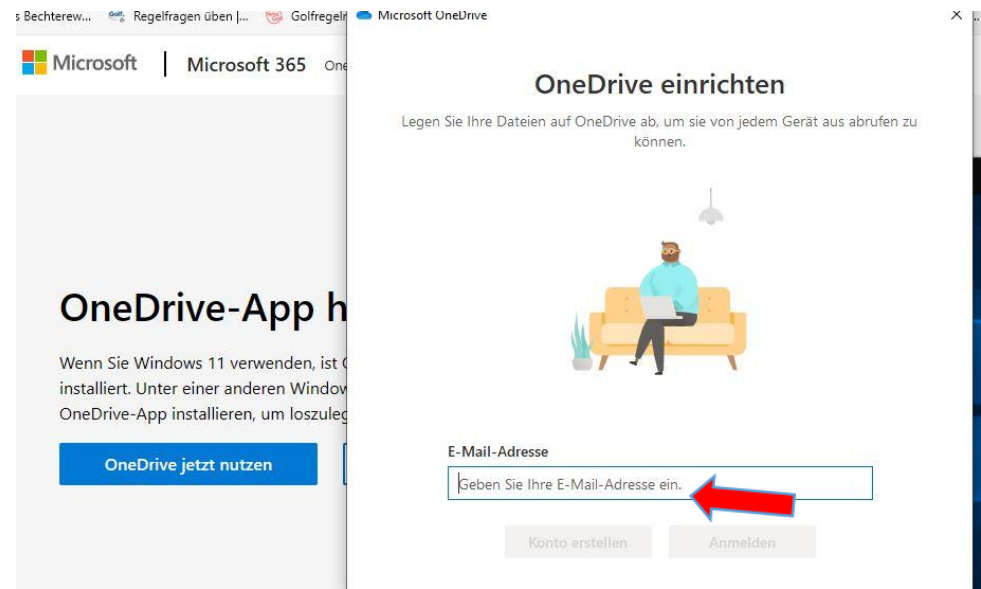 s Bechterew...
Regelfragen üben |...
Golfregeln
Microsoft OneDrive
Microsoft
Microsoft 365
One
OneDrive einrichten
Legen Sie Ihre Dateien auf OneDrive ab, um sie von jedem Gerät aus abrufen zu
können.
OneDrive-App h
Wenn Sie Windows 11 verwenden, ist
installiert. Unter einer anderen Window
OneDrive-App installieren, um loszuleg
OneDrive jetzt nutzen
E-Mail-Adresse
Geben Sie Ihre E-Mail-Adresse ein.
Konto erstellen
Anmelden